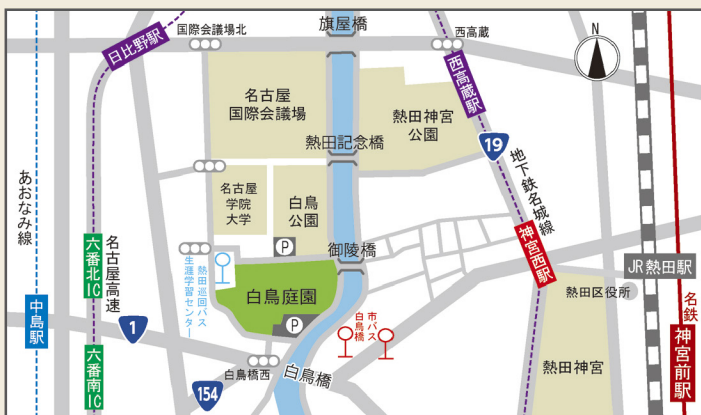 旗屋橋
国際会議場北
西高蔵
N
日比野駅
西高蔵駅
名古屋
国際会議場
熱田神宮
公園
熱田記念橋
19
地下鉄名城線
あおなみ線
名古屋
学院
大学
白鳥
公園
P
御陵橋
神宮西駅
名古屋高速
六番北IC
熱田巡回バス
生涯学習センター
白鳥庭園
P
JR熱田駅
熱田区役所
名鉄
神宮前駅
中島駅
1
市バス
白鳥橋
六番南IC
白鳥橋西
白鳥橋
154
熱田神宮